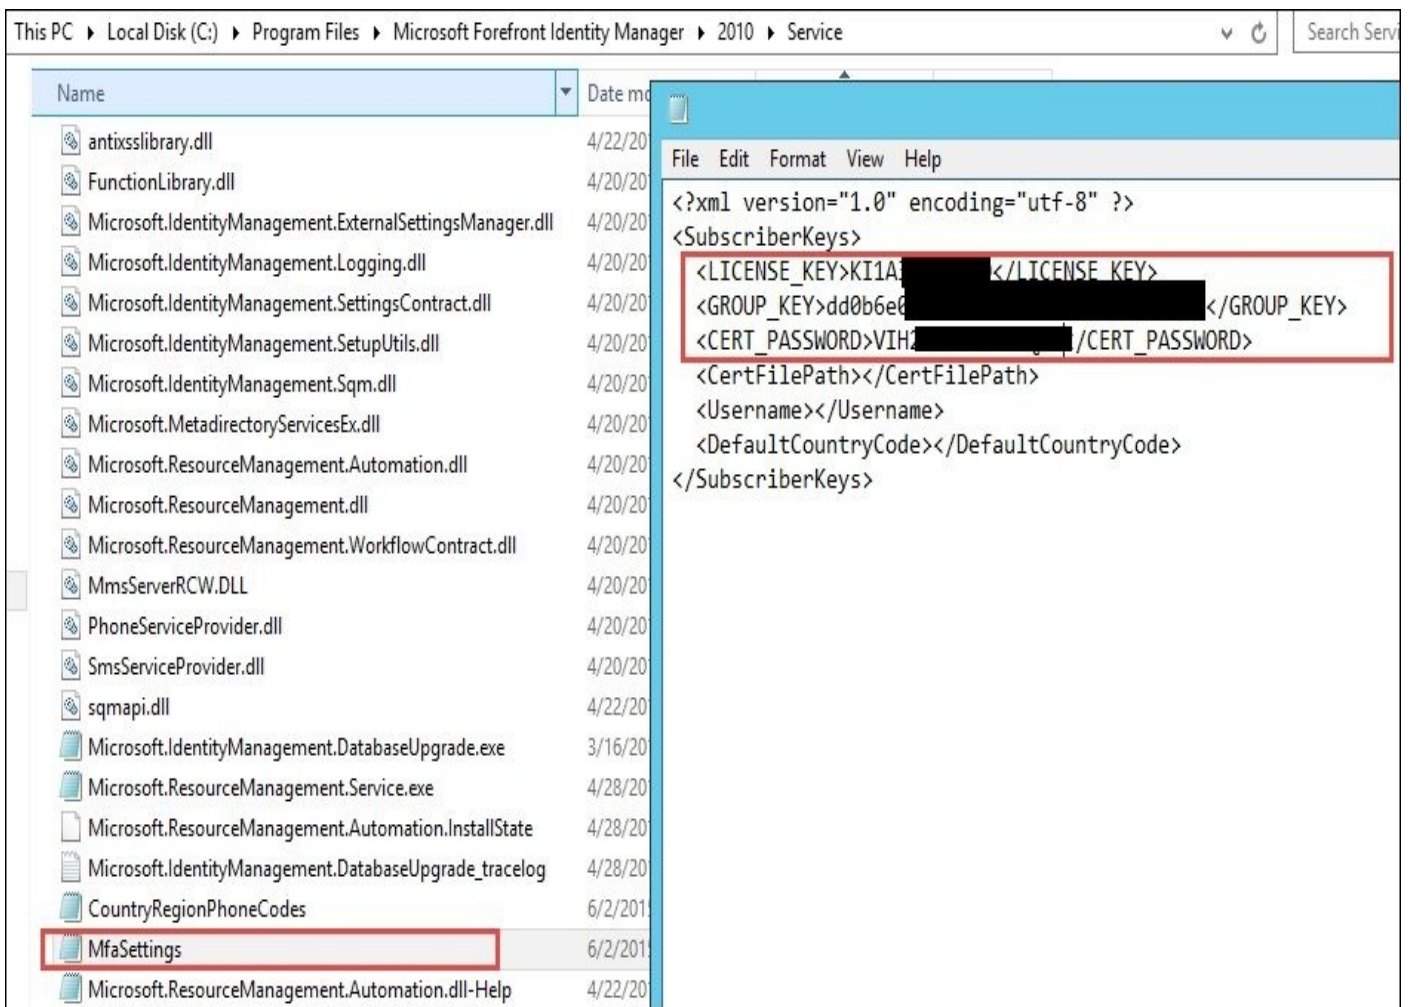 This PC ▸ Local Disk (C:) ▸ Program Files ▸ Microsoft Forefront Identity Manager ▸ 2010 ▸ Service
Search Servi
Name
Date mo
antixsslibrary.dll 4/22/20
FunctionLibrary.dll 4/20/20
Microsoft.IdentityManagement.ExternalSettingsManager.dll 4/20/20
Microsoft.IdentityManagement.Logging.dll 4/20/20
Microsoft.IdentityManagement.SettingsContract.dll 4/20/20
Microsoft.IdentityManagement.SetupUtils.dll 4/20/20
Microsoft.IdentityManagement.Sqm.dll 4/20/20
Microsoft.MetadirectoryServicesEx.dll 4/20/20
Microsoft.ResourceManagement.Automation.dll 4/20/20
Microsoft.ResourceManagement.dll 4/20/20
Microsoft.ResourceManagement.WorkflowContract.dll 4/20/20
MmsServerRCW.DLL 4/20/20
PhoneServiceProvider.dll 4/20/20
SmsServiceProvider.dll 4/20/20
sqmapi.dll 4/22/20
Microsoft.IdentityManagement.DatabaseUpgrade.exe 3/16/20
Microsoft.ResourceManagement.Service.exe 4/28/20
Microsoft.ResourceManagement.Automation.InstallState 4/28/20
Microsoft.IdentityManagement.DatabaseUpgrade_tracelog 4/28/20
CountryRegionPhoneCodes 6/2/201
MfaSettings 6/2/201
Microsoft.ResourceManagement.Automation.dll-Help 4/22/20
File Edit Format View Help
<?xml version="1.0" encoding="utf-8" ?>
<SubscriberKeys>
<LICENSE_KEY>KI1A </LICENSE_KEY>
<GROUP_KEY>dd0b6e0 </GROUP_KEY>
<CERT_PASSWORD>VIH2 /CERT_PASSWORD>
<CertFilePath></CertFilePath>
<Username></Username>
<DefaultCountryCode></DefaultCountryCode>
</SubscriberKeys>